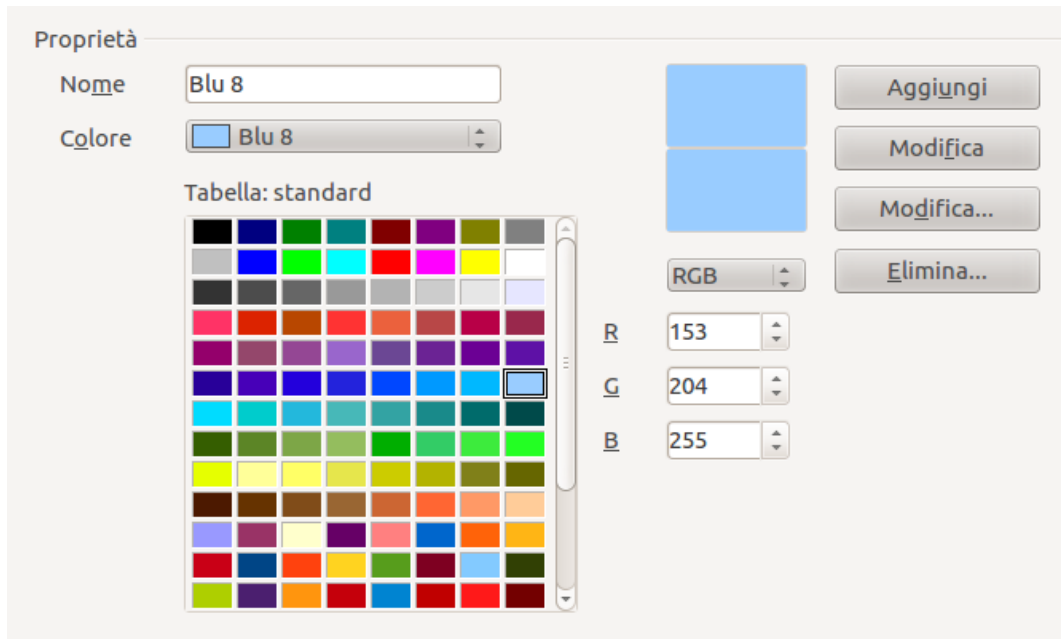 Proprietà
Nome
Blu 8
Aggiungi
Colore
Blu 8
Modifica
Tabella: standard
Modifica...
RGB
Elimina...
R
153
G
204
B
255